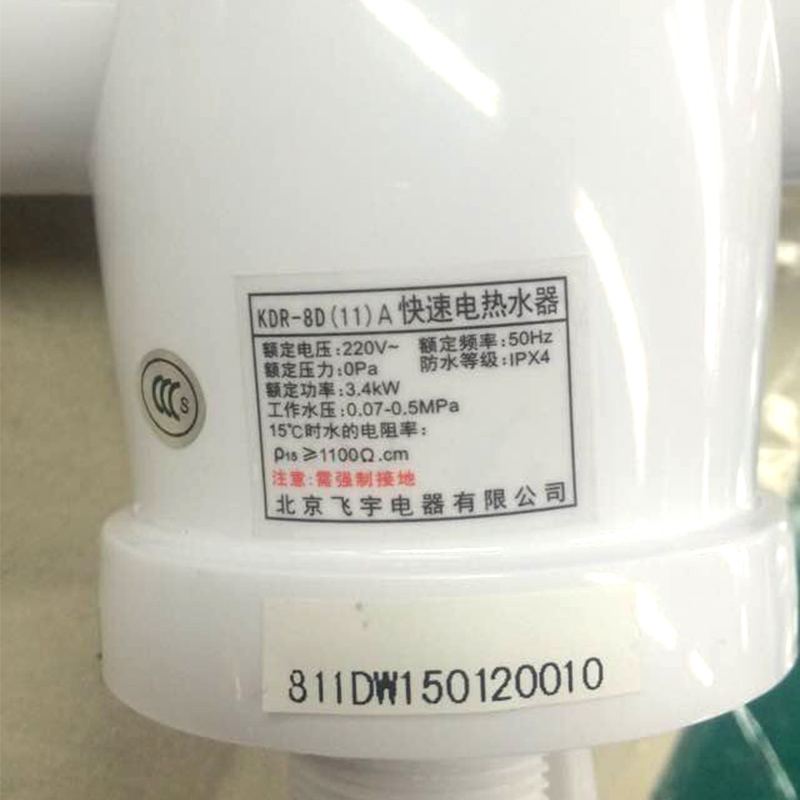 KDR-8D(11)A 快速电热水器
额定电压:220V~ 额定频率:50Hz
额定压力:0Pa 防水等级:IPX4
额定功率:3.4kW
工作水压:0.07-0.5MPa
15℃时水的电阻率:
ρ₁₅≥1100Ω.cm
注意:需强制接地
北京飞宇电器有限公司
CCC S
811DW150120010